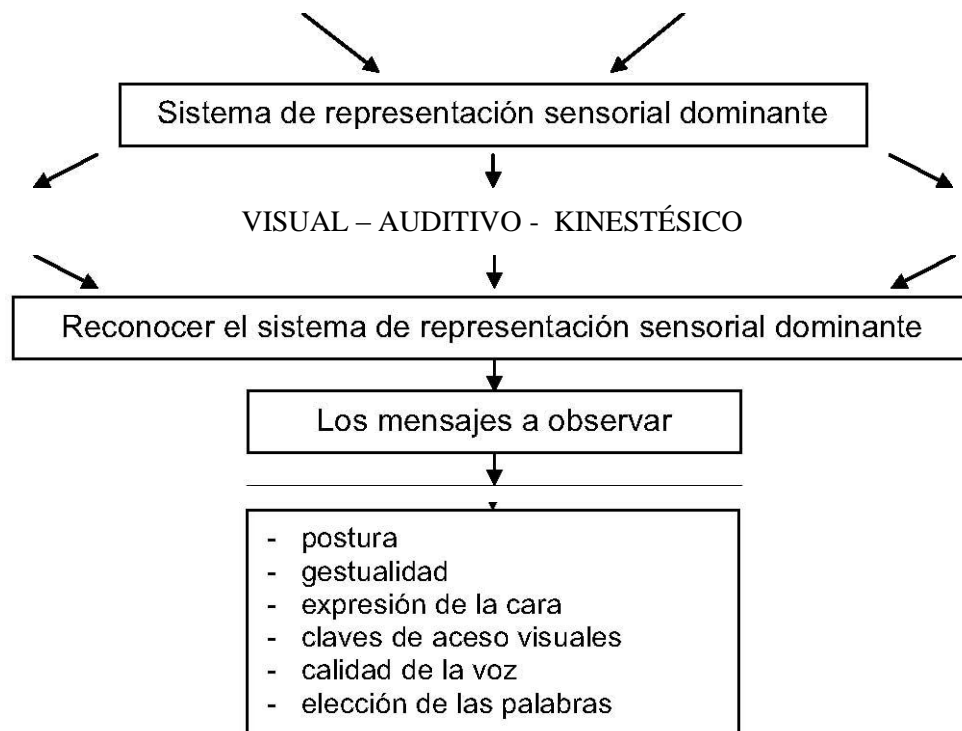 Sistema de representación sensorial dominante
VISUAL – AUDITIVO - KINESTÉSICO
Reconocer el sistema de representación sensorial dominante
Los mensajes a observar
- postura
- gestualidad
- expresión de la cara
- claves de aceso visuales
- calidad de la voz
- elección de las palabras